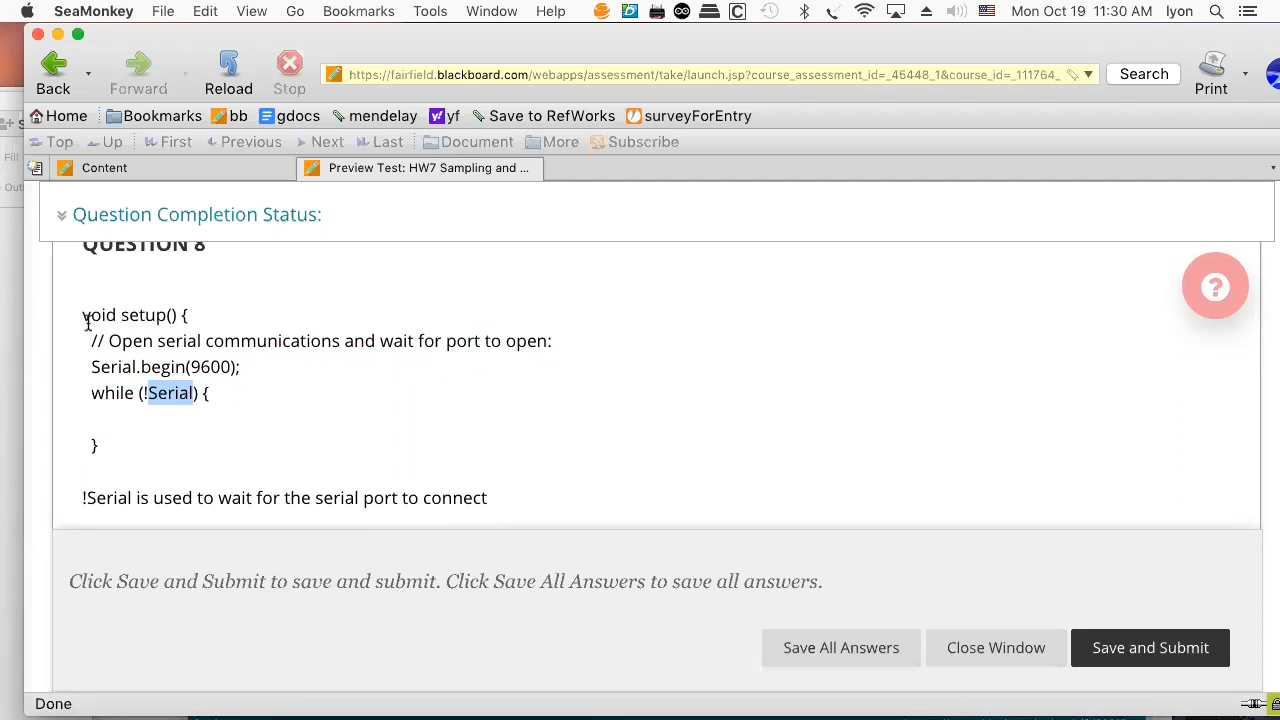 SeaMonkey File Edit View Go Bookmarks Tools Window Help Mon Oct 19 11:30 AM lyon
Back Forward Reload Stop https://fairfield.blackboard.com/webapps/assessment/take/launch.jsp?course_assessment_id=_45448_1&course_id=_111764_ Search Print
Home Bookmarks bb gdocs mendelay yf Save to RefWorks surveyForEntry
Top Up First Previous Next Last Document More Subscribe
Content Preview Test: HW7 Sampling and ...
Question Completion Status:
QUESTION 8
void setup() {
// Open serial communications and wait for port to open:
Serial.begin(9600);
while (!Serial) {
}
!Serial is used to wait for the serial port to connect
Click Save and Submit to save and submit. Click Save All Answers to save all answers.
Save All Answers Close Window Save and Submit
Done